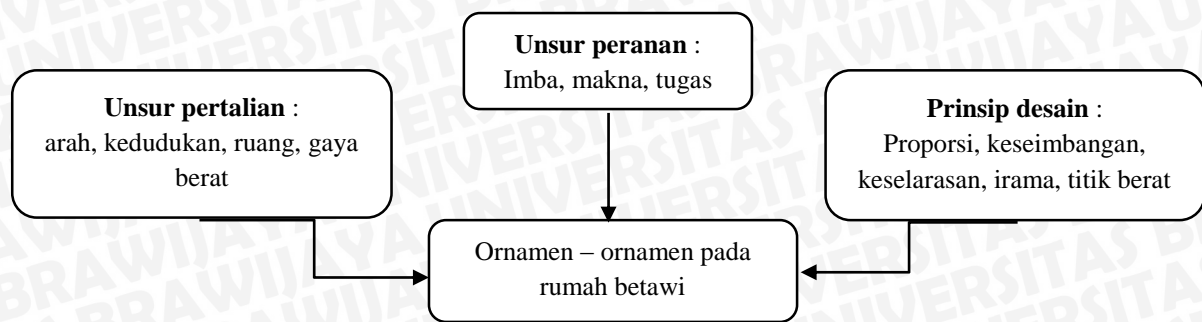 Unsur peranan :
Imba, makna, tugas
Unsur pertalian :
arah, kedudukan, ruang, gaya
berat
Prinsip desain :
Proporsi, keseimbangan,
keselarasan, irama, titik berat
Ornamen – ornamen pada
rumah betawi